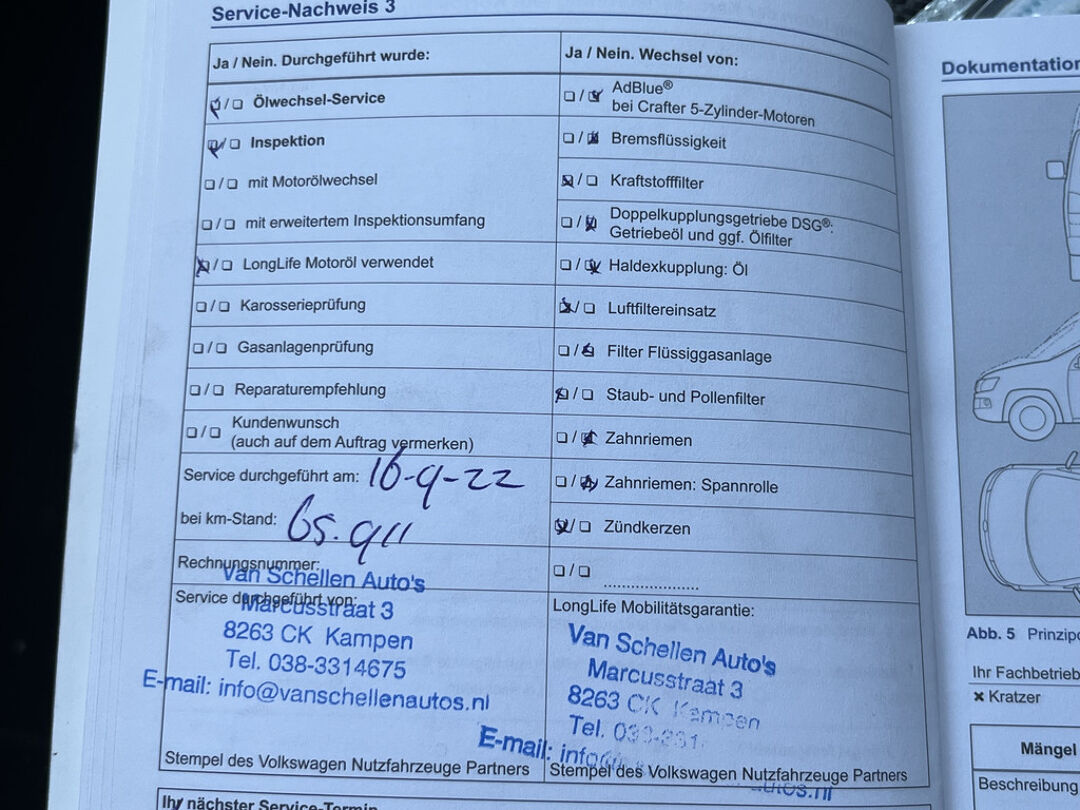 Service-Nachweis 3
Ja / Nein. Durchgeführt wurde:
Ölwechsel-Service
Inspektion
mit Motorölwechsel
mit erweitertem Inspektionsumfang
LongLife Motoröl verwendet
Karosserieprüfung
Gasanlagenprüfung
Reparaturempfehlung
Kundenwunsch
(auch auf dem Auftrag vermerken)
Service durchgeführt am: 16-9-22
bei km-Stand: 65.911
Rechnungsnummer:
Service durchgeführt von:
Van Schellen Auto's
Marcusstraat 3
8263 CK Kampen
Tel. 038-3314675
E-mail: info@vanschellenautos.nl
Stempel des Volkswagen Nutzfahrzeuge Partners
Ja / Nein. Wechsel von:
AdBlue®
bei Crafter 5-Zylinder-Motoren
Bremsflüssigkeit
Kraftstofffilter
Doppelkupplungsgetriebe DSG®:
Getriebeöl und ggf. Ölfilter
Haldexkupplung: Öl
Luftfiltereinsatz
Filter Flüssiggasanlage
Staub- und Pollenfilter
Zahnriemen
Zahnriemen: Spannrolle
Zündkerzen
LongLife Mobilitätsgarantie:
Van Schellen Auto's
Marcusstraat 3
8263 CK Kampen
Tel.
E-mail:
Stempel des Volkswagen Nutzfahrzeuge Partners
Ihr nächster Service-Termin
Dokumentation
Abb. 5
Ihr Fachbetrieb
Kratzer
Mängel
Beschreibung